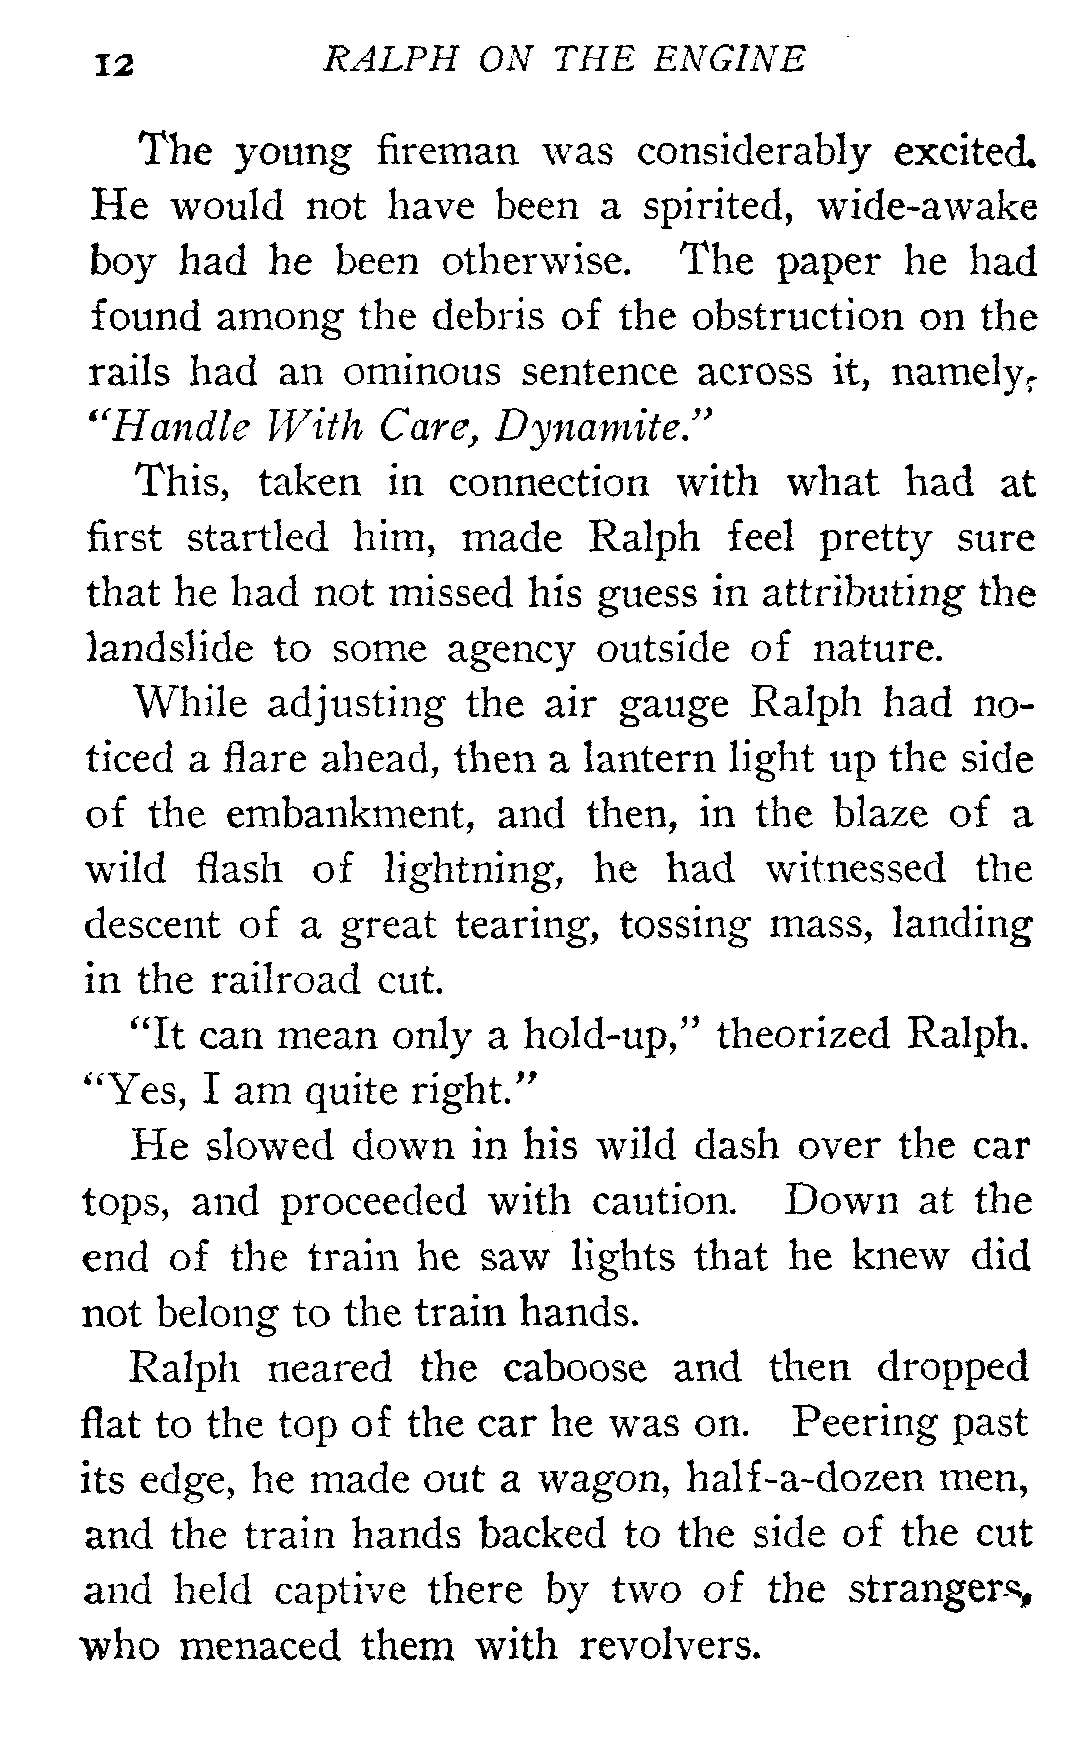 12 RALPH ON THE ENGINE
The young fireman was considerably excited.
He would not have been a spirited, wide-awake
boy had he been otherwise. The paper he had
found among the debris of the obstruction on the
rails had an ominous sentence across it, namely,
“Handle With Care, Dynamite.”
This, taken in connection with what had at
first startled him, made Ralph feel pretty sure
that he had not missed his guess in attributing the
landslide to some agency outside of nature.
While adjusting the air gauge Ralph had no-
ticed a flare ahead, then a lantern light up the side
of the embankment, and then, in the blaze of a
wild flash of lightning, he had witnessed the
descent of a great tearing, tossing mass, landing
in the railroad cut.
“It can mean only a hold-up,” theorized Ralph.
“Yes, I am quite right.”
He slowed down in his wild dash over the car
tops, and proceeded with caution. Down at the
end of the train he saw lights that he knew did
not belong to the train hands.
Ralph neared the caboose and then dropped
flat to the top of the car he was on. Peering past
its edge, he made out a wagon, half-a-dozen men,
and the train hands backed to the side of the cut
and held captive there by two of the strangers,
who menaced them with revolvers.